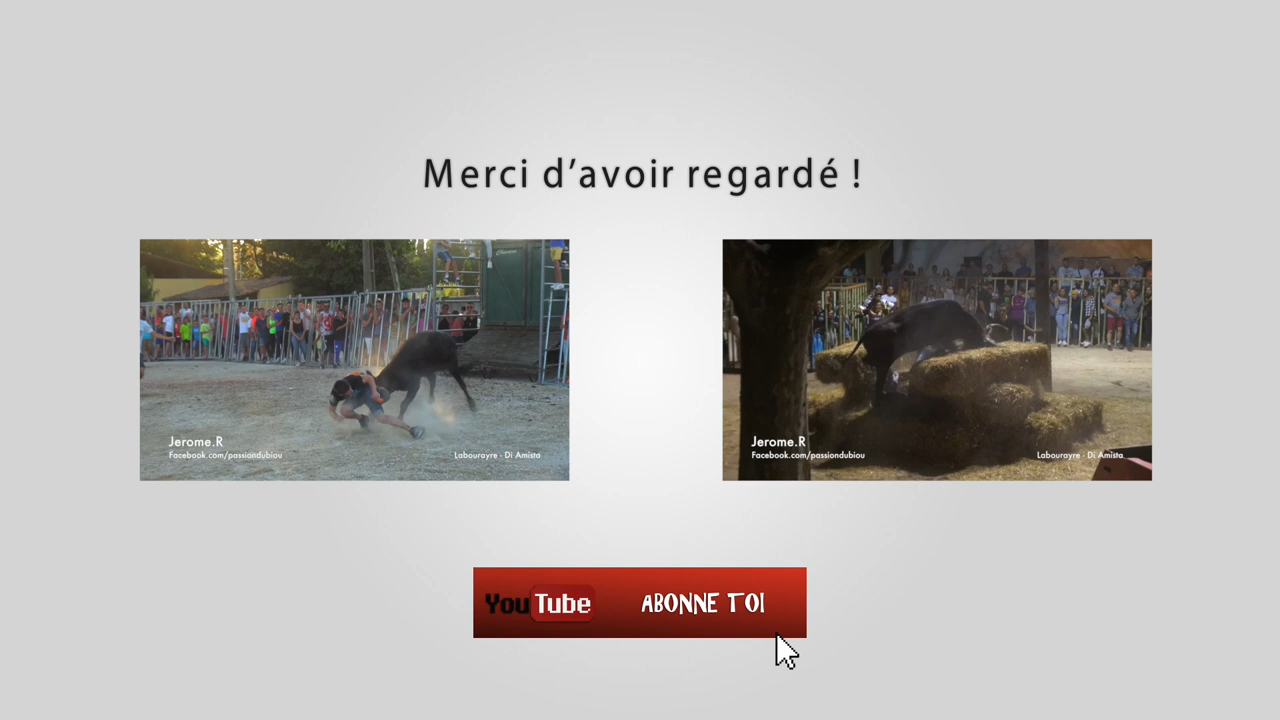 Merci d’avoir regardé !
Jerome.R
Facebook.com/passiondubiou
Labourayre - Di Amista
Jerome.R
Facebook.com/passiondubiou
Labourayre - Di Amista
YouTube
ABONNE TOI